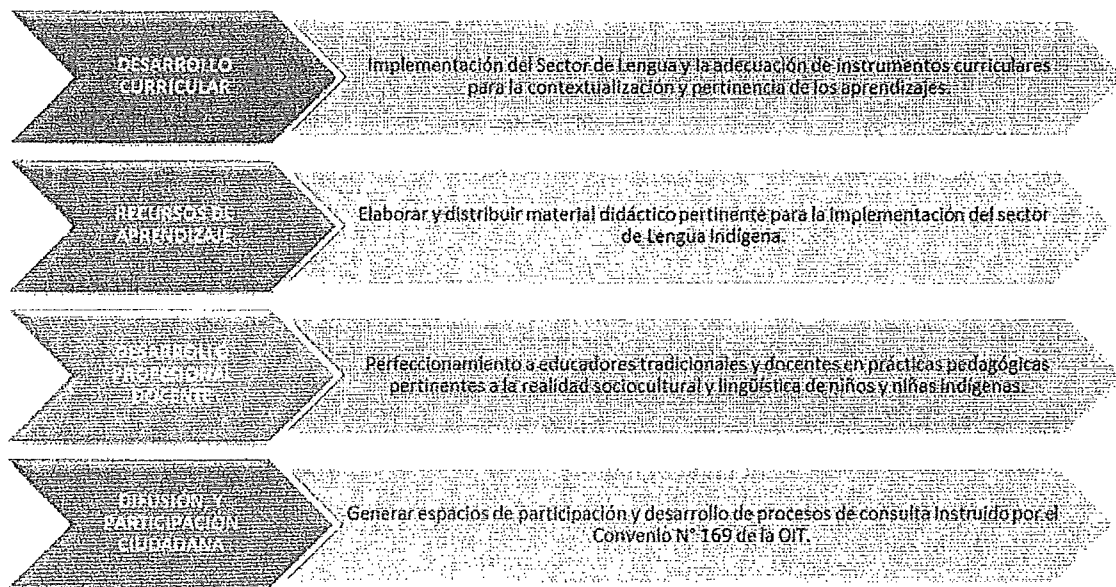 DESARROLLO
CURRICULAR
Implementación del Sector de Lengua y la adecuación de instrumentos curriculares
para la contextualización y pertinencia de los aprendizajes.
RECURSOS DE
APRENDIZAJE
Elaborar y distribuir material didáctico pertinente para la implementación del sector
de Lengua Indígena.
DESARROLLO
PROFESIONAL
DOCENTE
Perfeccionamiento a educadores tradicionales y docentes en prácticas pedagógicas
pertinentes a la realidad sociocultural y lingüística de niños y niñas indígenas.
DIFUSIÓN Y
PARTICIPACIÓN
CIUDADANA
Generar espacios de participación y desarrollo de procesos de consulta instruido por el
Convenio N° 169 de la OIT.